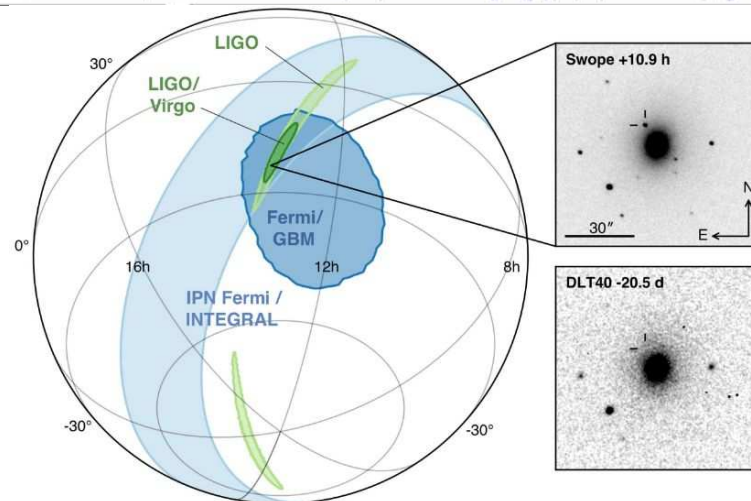 LIGO
LIGO/
Virgo
30°
0°
16h
12h
8h
Fermi/
GBM
IPN Fermi /
INTEGRAL
-30°
-30°
Swope +10.9 h
N
30"
E
DLT40 -20.5 d